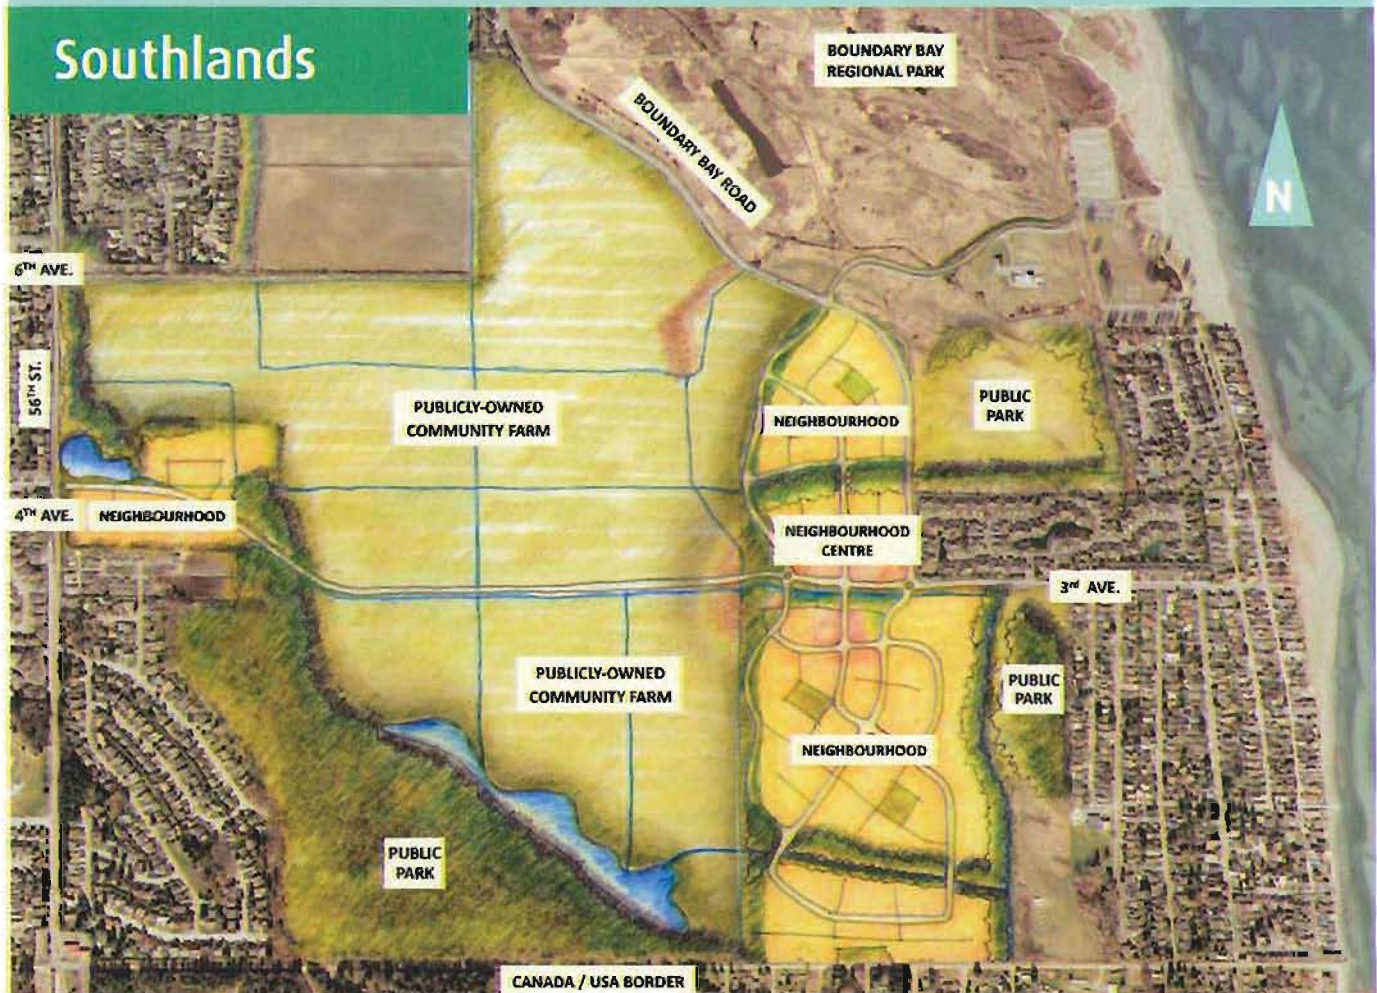 Southlands
BOUNDARY BAY
REGIONAL PARK
BOUNDARY BAY ROAD
N
6TH AVE.
56TH ST.
PUBLICLY-OWNED
COMMUNITY FARM
NEIGHBOURHOOD
PUBLIC
PARK
4TH AVE.
NEIGHBOURHOOD
NEIGHBOURHOOD
CENTRE
3rd AVE.
PUBLICLY-OWNED
COMMUNITY FARM
PUBLIC
PARK
NEIGHBOURHOOD
PUBLIC
PARK
CANADA / USA BORDER